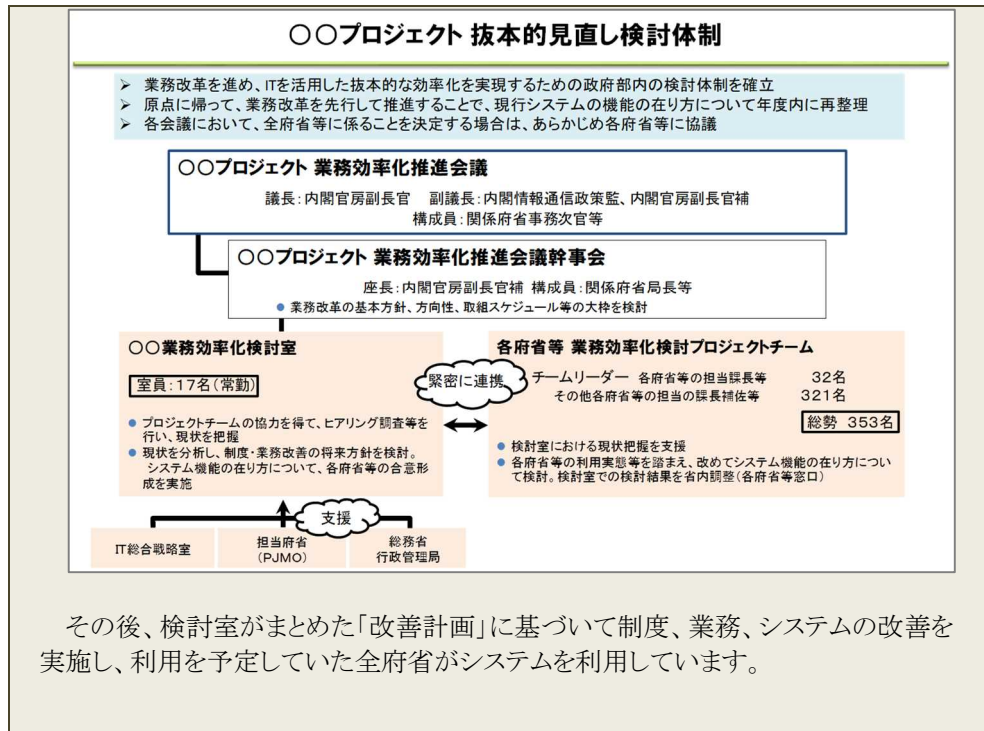 〇〇プロジェクト 抜本的見直し検討体制
➢ 業務改革を進め、ITを活用した抜本的な効率化を実現するための政府部内の検討体制を確立
➢ 原点に帰って、業務改革を先行して推進することで、現行システムの機能の在り方について年度内に再整理
➢ 各会議において、全府省等に係ることを決定する場合は、あらかじめ各府省等に協議
〇〇プロジェクト 業務効率化推進会議
議長:内閣官房副長官 副議長:内閣情報通信政策監、内閣官房副長官補
構成員:関係府省事務次官等
〇〇プロジェクト 業務効率化推進会議幹事会
座長:内閣官房副長官補 構成員:関係府省局長等
● 業務改革の基本方針、方向性、取組スケジュール等の大枠を検討
〇〇業務効率化検討室
室員:17名(常勤)
● プロジェクトチームの協力を得て、ヒアリング調査等を
行い、現状を把握
● 現状を分析し、制度・業務改善の将来方針を検討。
システム機能の在り方について、各府省等の合意形
成を実施
緊密に連携
各府省等 業務効率化検討プロジェクトチーム
チームリーダー 各府省等の担当課長等 32名
その他各府省等の担当の課長補佐等 321名
総勢 353名
● 検討室における現状把握を支援
● 各府省等の利用実態等を踏まえ、改めてシステム機能の在り方につい
て検討。検討室での検討結果を省内調整(各府省等窓口)
支援
IT総合戦略室
担当府省
(PJMO)
総務省
行政管理局
その後、検討室がまとめた「改善計画」に基づいて制度、業務、システムの改善を
実施し、利用を予定していた全府省がシステムを利用しています。